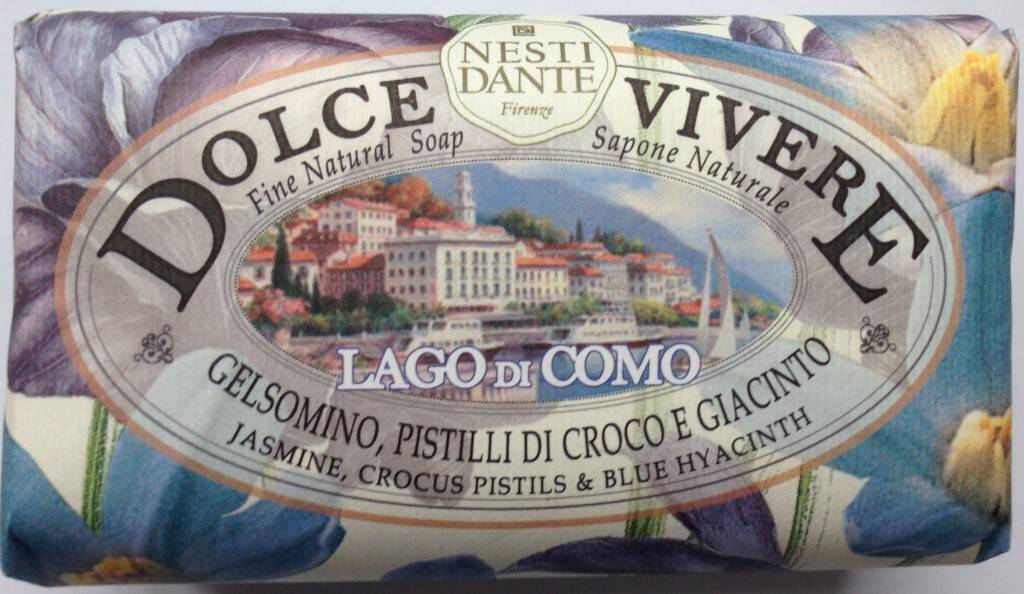 NESTI
DANTE
Firenze
DOLCE VIVERE
Fine Natural Soap
Sapone Naturale
LAGO DI COMO
GELSOMINO, PISTILLI DI CROCO E GIACINTO
JASMINE, CROCUS PISTILS & BLUE HYACINTH